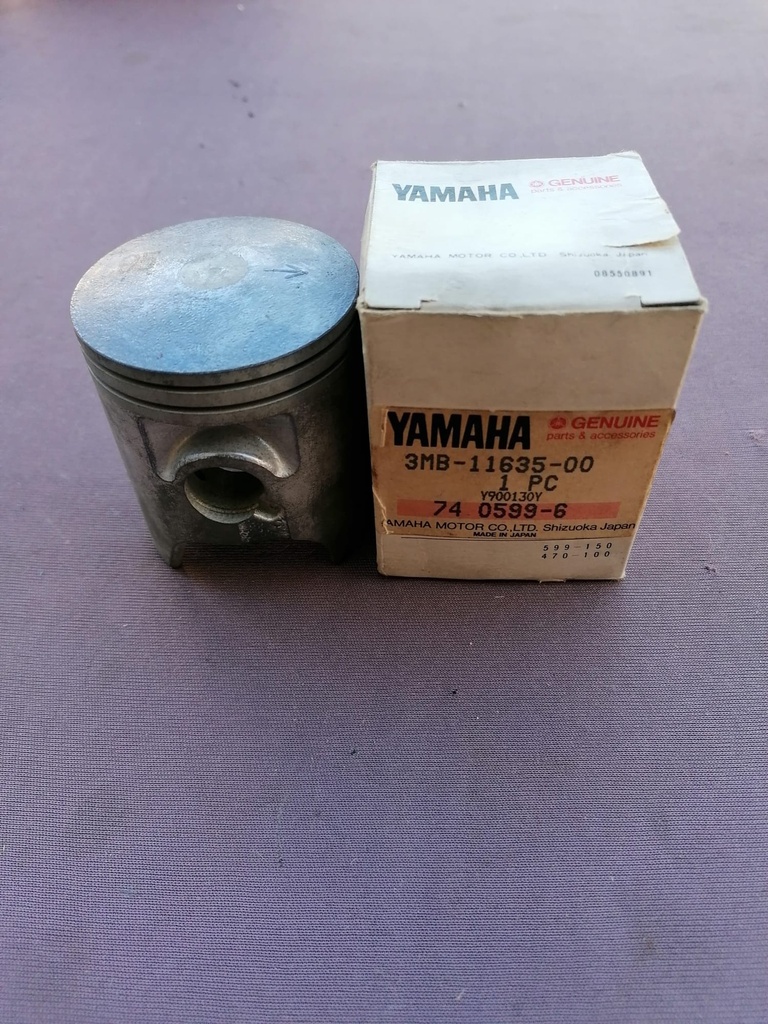 YAMAHA
GENUINE
parts & accessories
YAMAHA MOTOR CO.,LTD. Shizuoka Japan
08550891
YAMAHA
GENUINE
parts & accessories
3MB-11635-00
1 PC
Y900130Y
74 0599-6
YAMAHA MOTOR CO.,LTD. Shizuoka Japan
MADE IN JAPAN
599-150
470-100